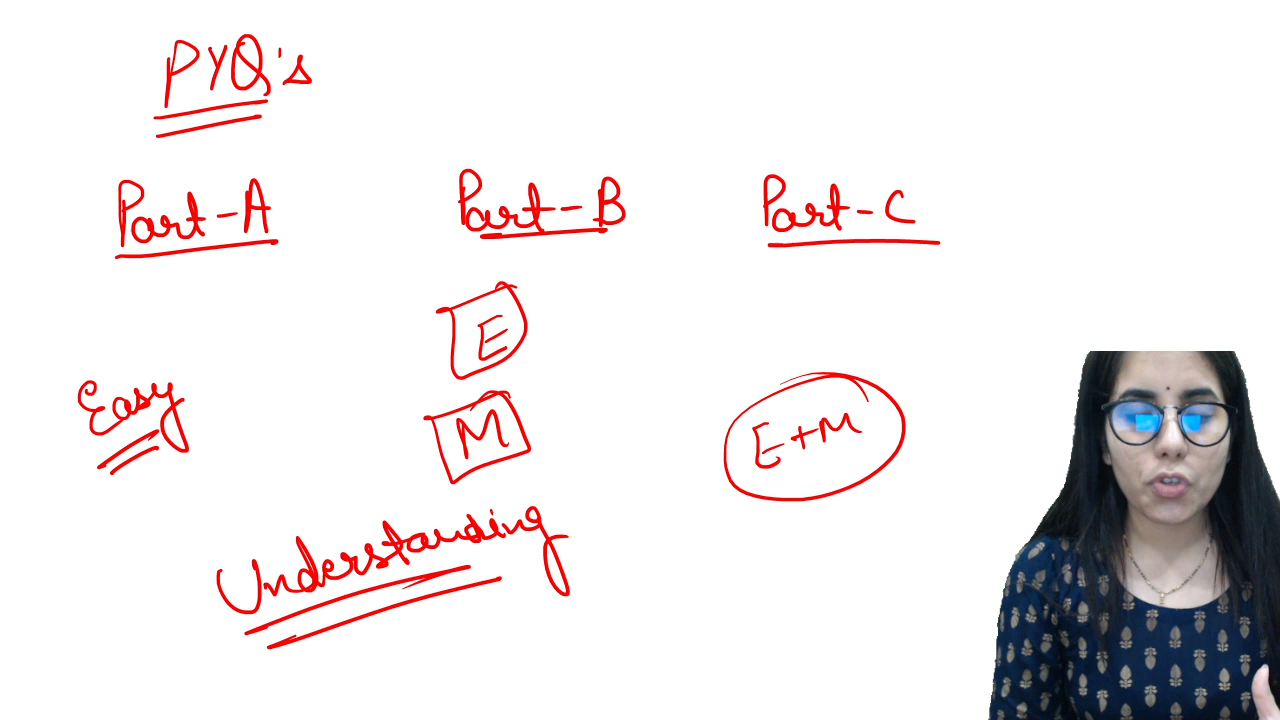 PYQ's
Part-A Part-B Part-C
E
Easy M E+M
Understanding